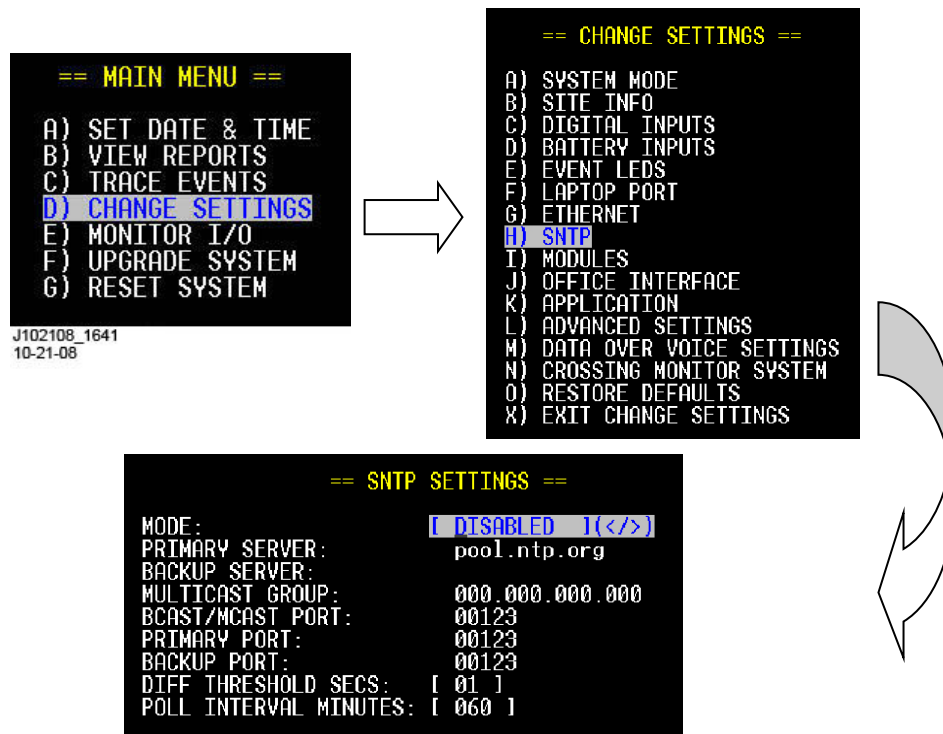 == MAIN MENU ==
A) SET DATE & TIME
B) VIEW REPORTS
C) TRACE EVENTS
D) CHANGE SETTINGS
E) MONITOR I/O
F) UPGRADE SYSTEM
G) RESET SYSTEM
J102108_1641
10-21-08
== CHANGE SETTINGS ==
A) SYSTEM MODE
B) SITE INFO
C) DIGITAL INPUTS
D) BATTERY INPUTS
E) EVENT LEDS
F) LAPTOP PORT
G) ETHERNET
H) SNTP
I) MODULES
J) OFFICE INTERFACE
K) APPLICATION
L) ADVANCED SETTINGS
M) DATA OVER VOICE SETTINGS
N) CROSSING MONITOR SYSTEM
O) RESTORE DEFAULTS
X) EXIT CHANGE SETTINGS
== SNTP SETTINGS ==
MODE: [ DISABLED ](</>)
PRIMARY SERVER: pool.ntp.org
BACKUP SERVER:
MULTICAST GROUP: 000.000.000.000
BCAST/MCAST PORT: 00123
PRIMARY PORT: 00123
BACKUP PORT: 00123
DIFF THRESHOLD SECS: [ 01 ]
POLL INTERVAL MINUTES: [ 060 ]